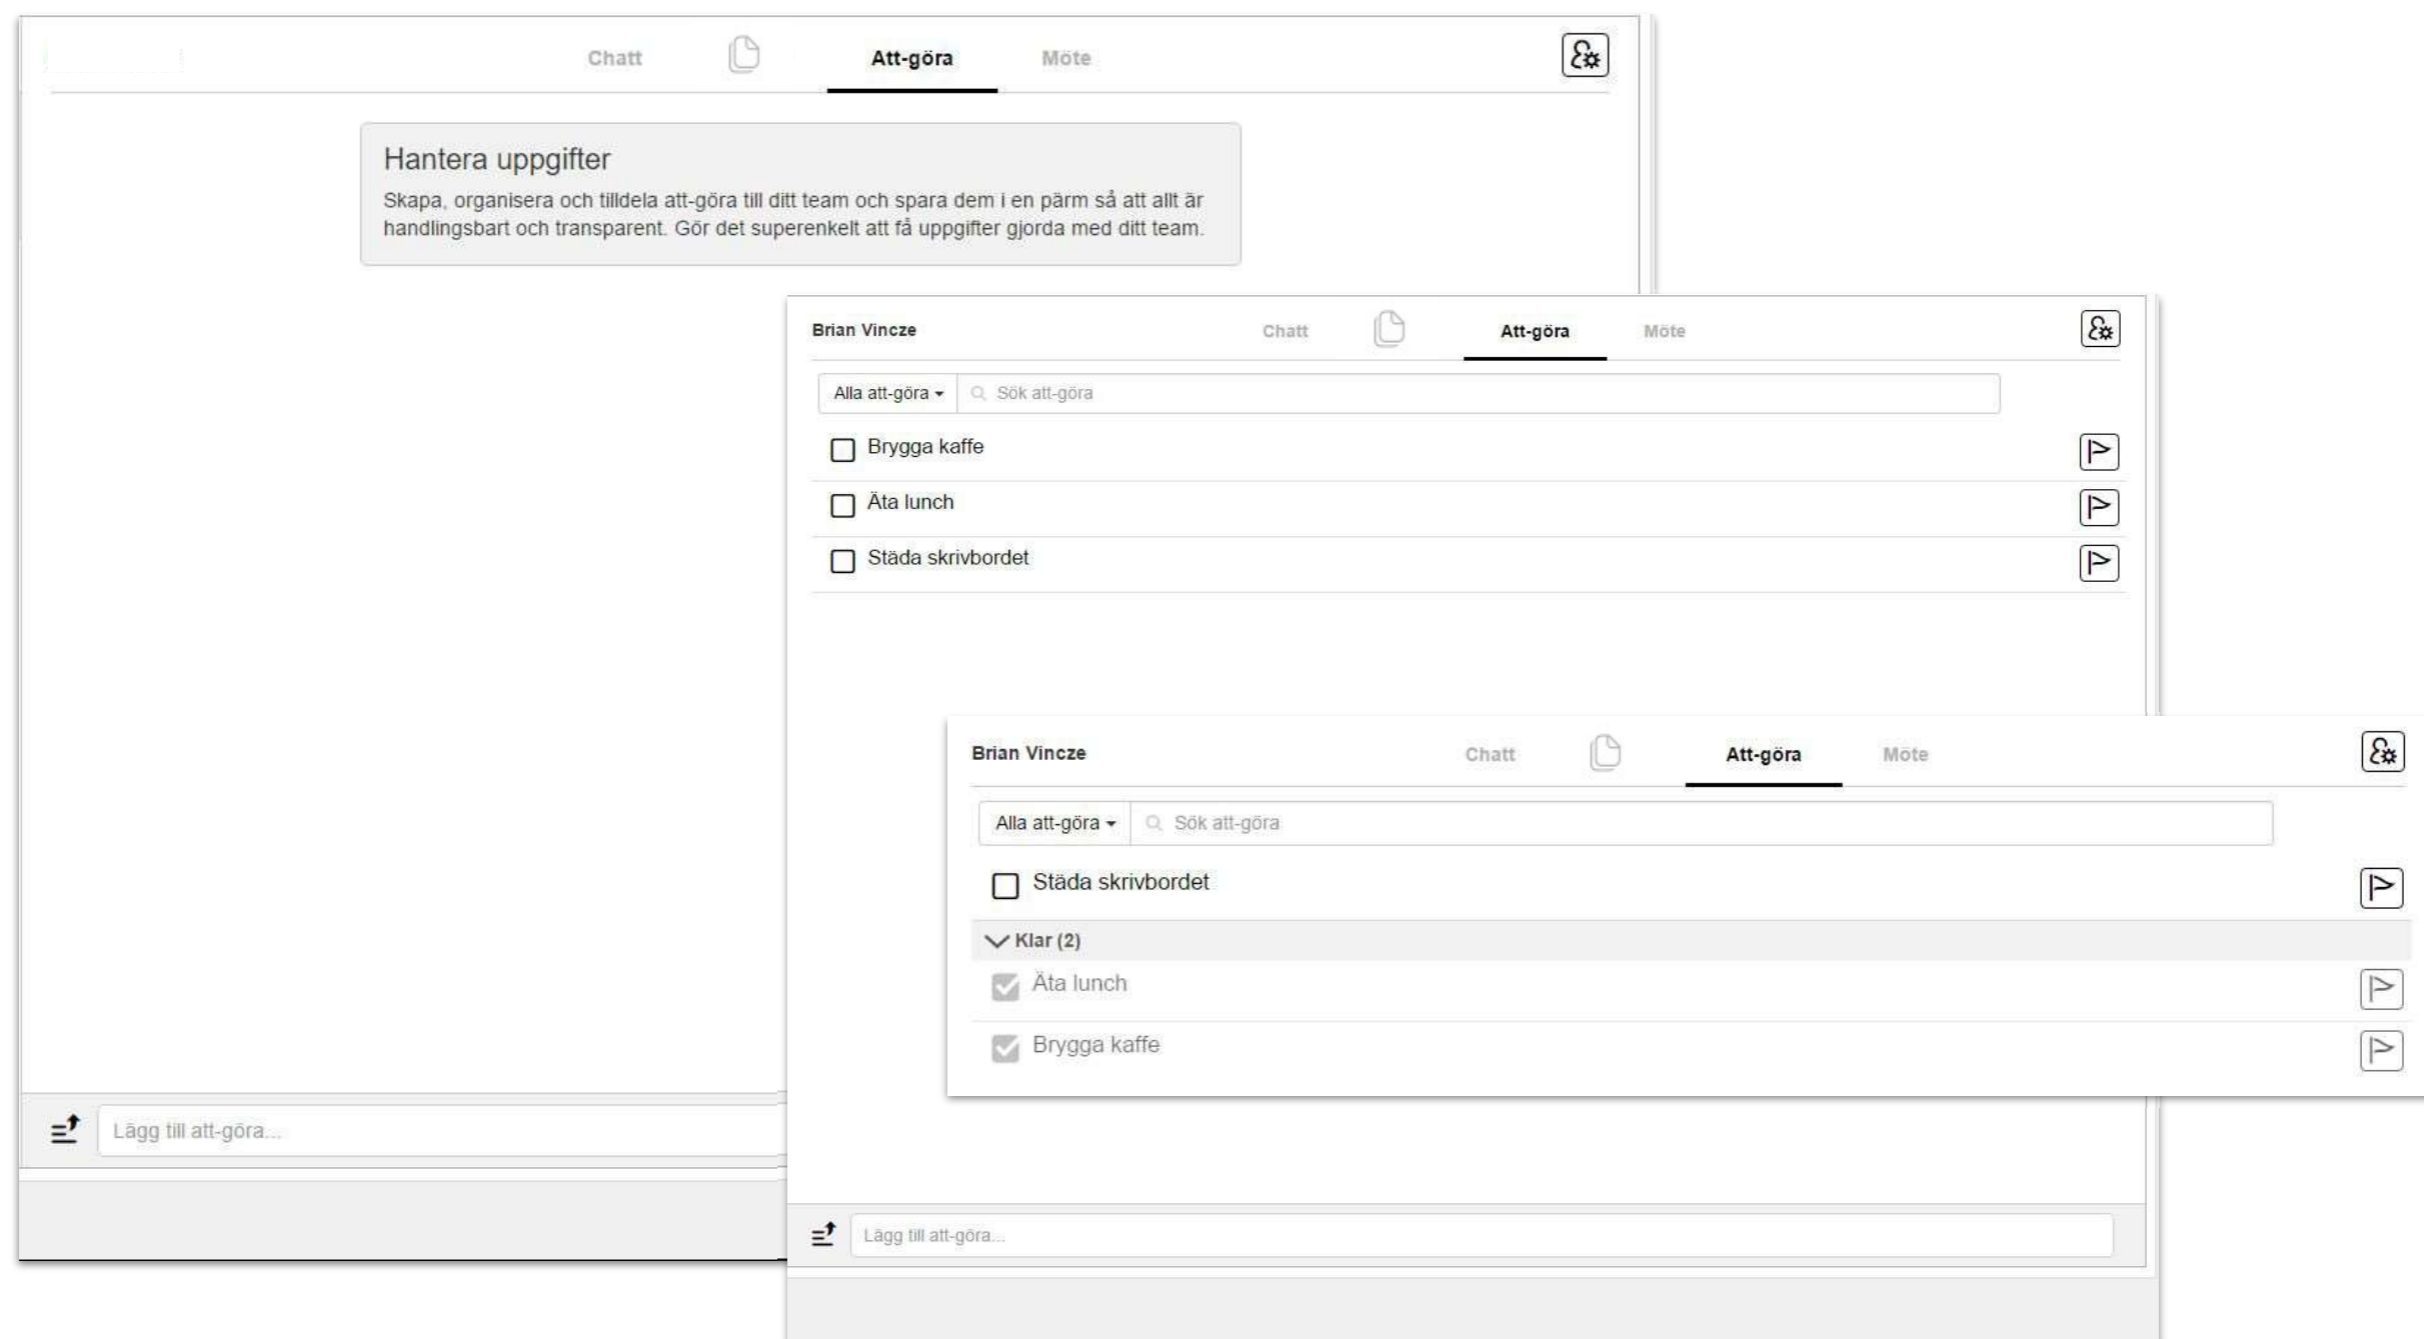 Chatt Att-göra Möte
Hantera uppgifter
Skapa, organisera och tilldela att-göra till ditt team och spara dem i en pärm så att allt är
handlingsbart och transparent. Gör det superenkelt att få uppgifter gjorda med ditt team.
Lägg till att-göra...
Brian Vincze Chatt Att-göra Möte
Alla att-göra Sök att-göra
Brygga kaffe
Äta lunch
Städa skrivbordet
Lägg till att-göra...
Brian Vincze Chatt Att-göra Möte
Alla att-göra Sök att-göra
Städa skrivbordet
Klar (2)
Äta lunch
Brygga kaffe